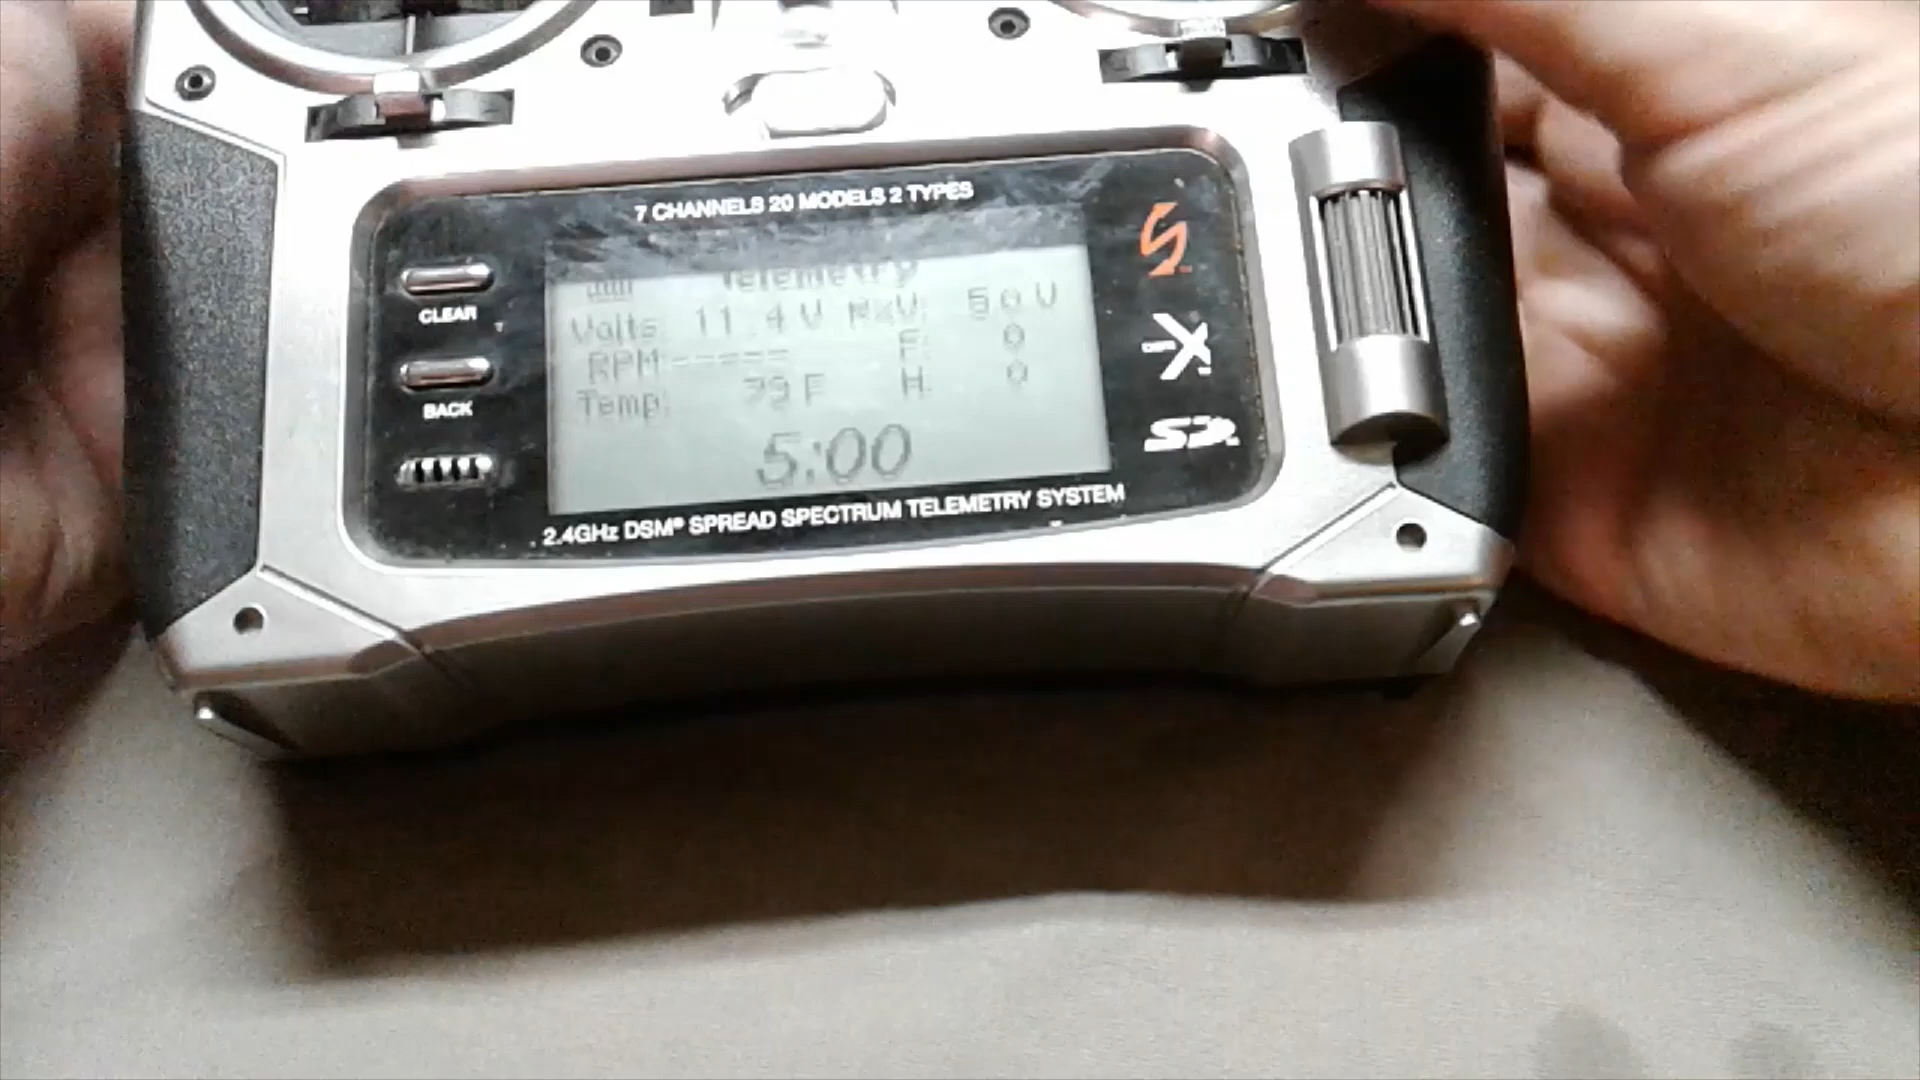 7 CHANNELS 20 MODELS 2 TYPES
Telemetry
Volts: 11.4V RxV: 5.0V
RPM:----- F: 0
Temp: 79F H: 0
5:00
CLEAR
BACK
X
SD
2.4GHz DSM® SPREAD SPECTRUM TELEMETRY SYSTEM